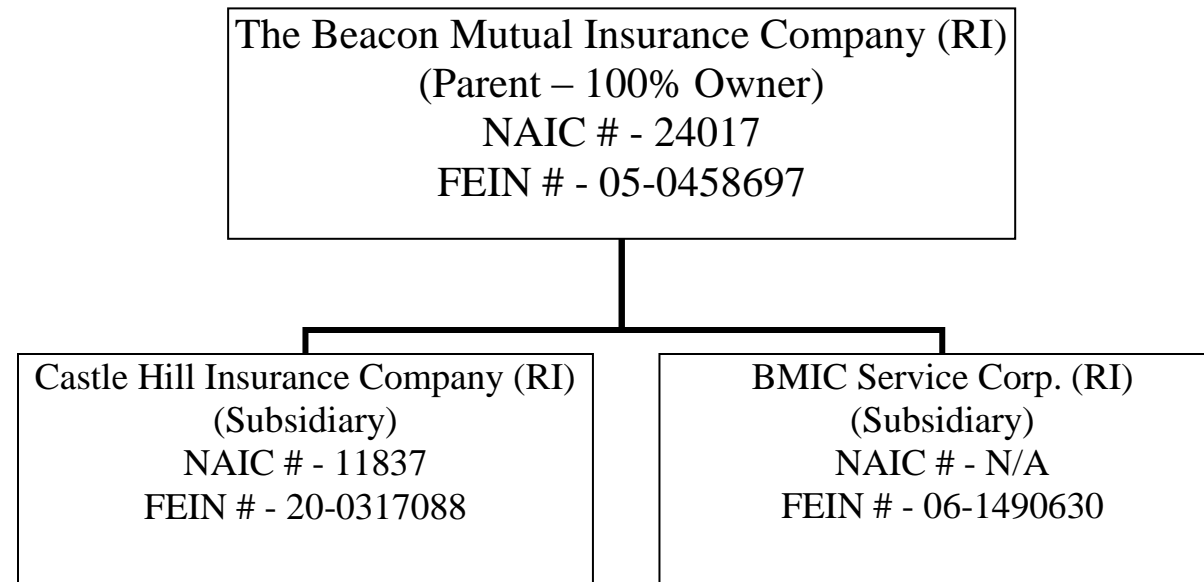 The Beacon Mutual Insurance Company (RI)
(Parent – 100% Owner)
NAIC # - 24017
FEIN # - 05-0458697
Castle Hill Insurance Company (RI)
(Subsidiary)
NAIC # - 11837
FEIN # - 20-0317088
BMIC Service Corp. (RI)
(Subsidiary)
NAIC # - N/A
FEIN # - 06-1490630